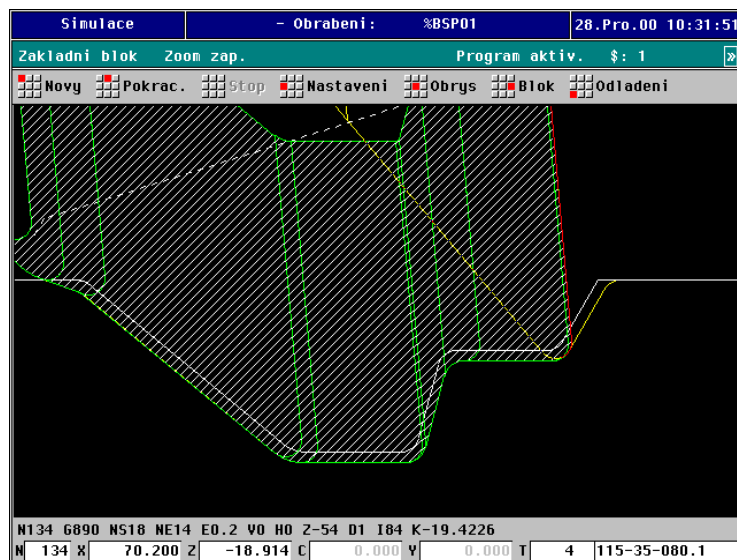 Simulace - Obrabeni: %BSP01 28.Pro.00 10:31:51
Zakladni blok Zoom zap. Program aktiv. $: 1 »
Novy Pokrac. Stop Nastaveni Obrys Blok Odladeni
N134 G890 NS18 NE14 E0.2 V0 H0 Z-54 D1 I84 K-19.4226
N 134 X 70.200 Z -18.914 C 0.000 Y 0.000 T 4 115-35-080.1